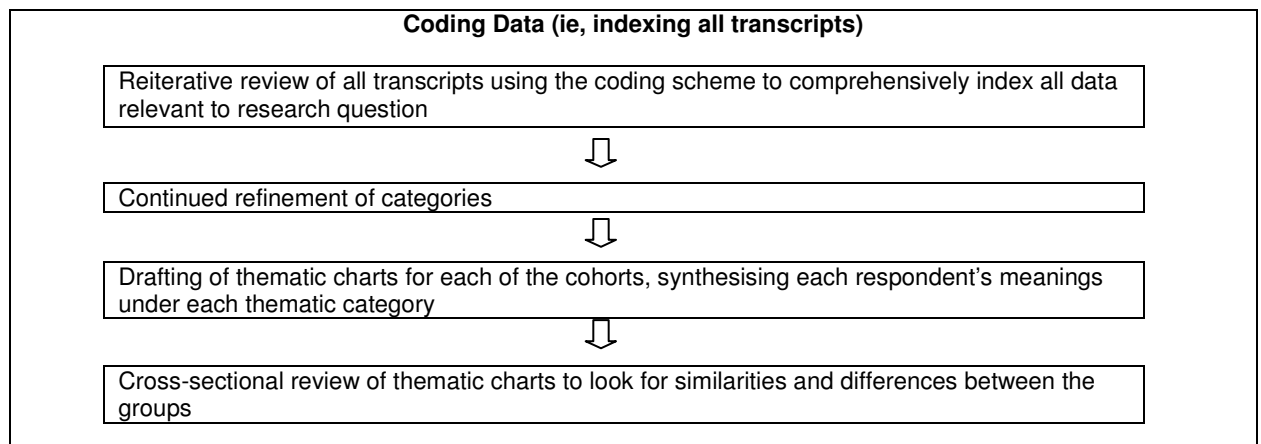 Coding Data (ie, indexing all transcripts)
Reiterative review of all transcripts using the coding scheme to comprehensively index all data
relevant to research question
Continued refinement of categories
Drafting of thematic charts for each of the cohorts, synthesising each respondent’s meanings
under each thematic category
Cross-sectional review of thematic charts to look for similarities and differences between the
groups